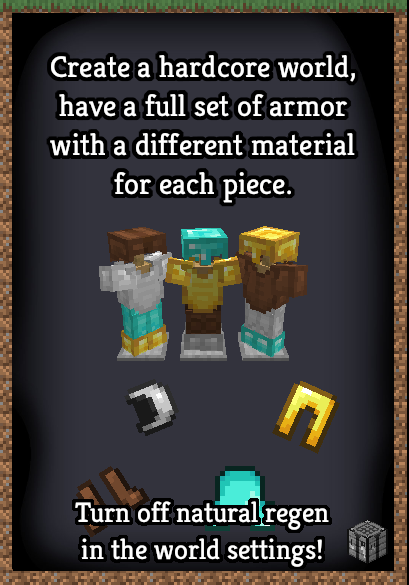 Create a hardcore world,
have a full set of armor
with a different material
for each piece.
Turn off natural regen
in the world settings!